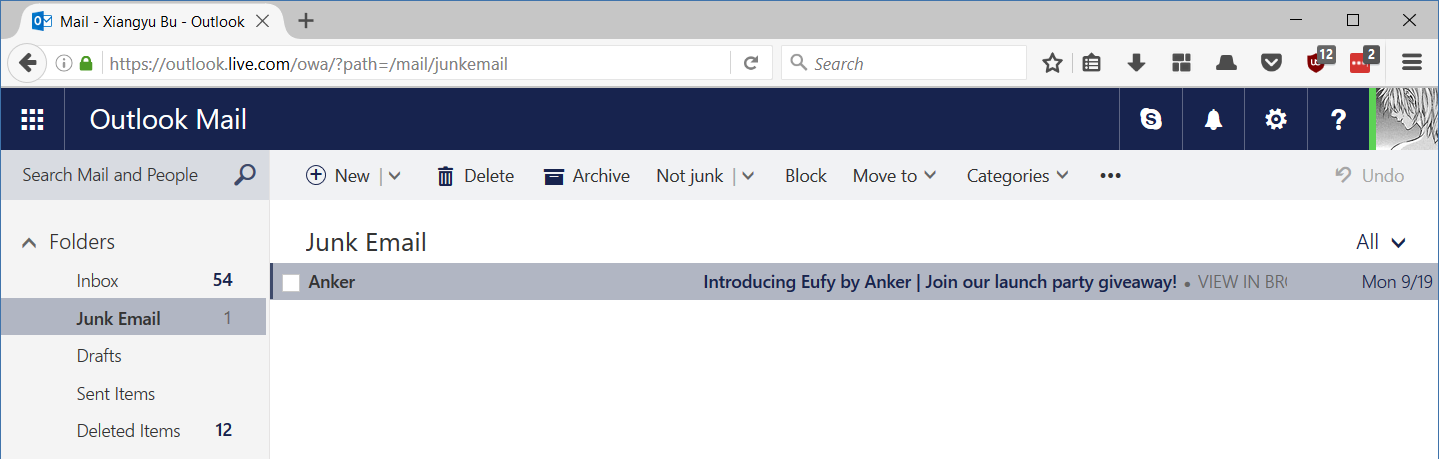 Mail - Xiangyu Bu - Outlook
https://outlook.live.com/owa/?path=/mail/junkemail
Search
12
2
Outlook Mail
Search Mail and People
New
Delete
Archive
Not junk
Block
Move to
Categories
Undo
Folders
Junk Email
All
Inbox 54
Anker Introducing Eufy by Anker | Join our launch party giveaway! • VIEW IN BRO Mon 9/19
Junk Email 1
Drafts
Sent Items
Deleted Items 12